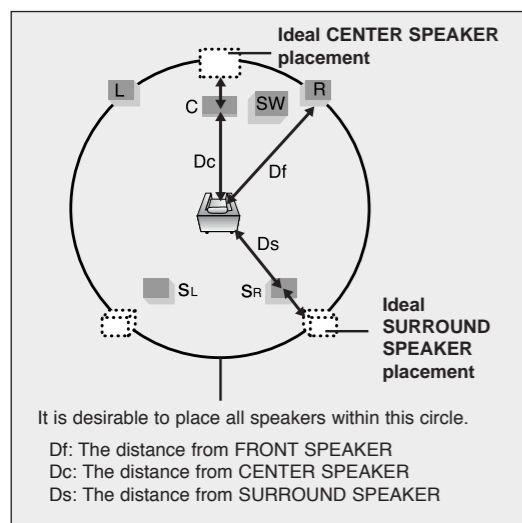 Ideal CENTER SPEAKER
placement
L
R
C
SW
Dc
Df
Ds
SL
SR
Ideal
SURROUND
SPEAKER
placement
It is desirable to place all speakers within this circle.
Df: The distance from FRONT SPEAKER
Dc: The distance from CENTER SPEAKER
Ds: The distance from SURROUND SPEAKER